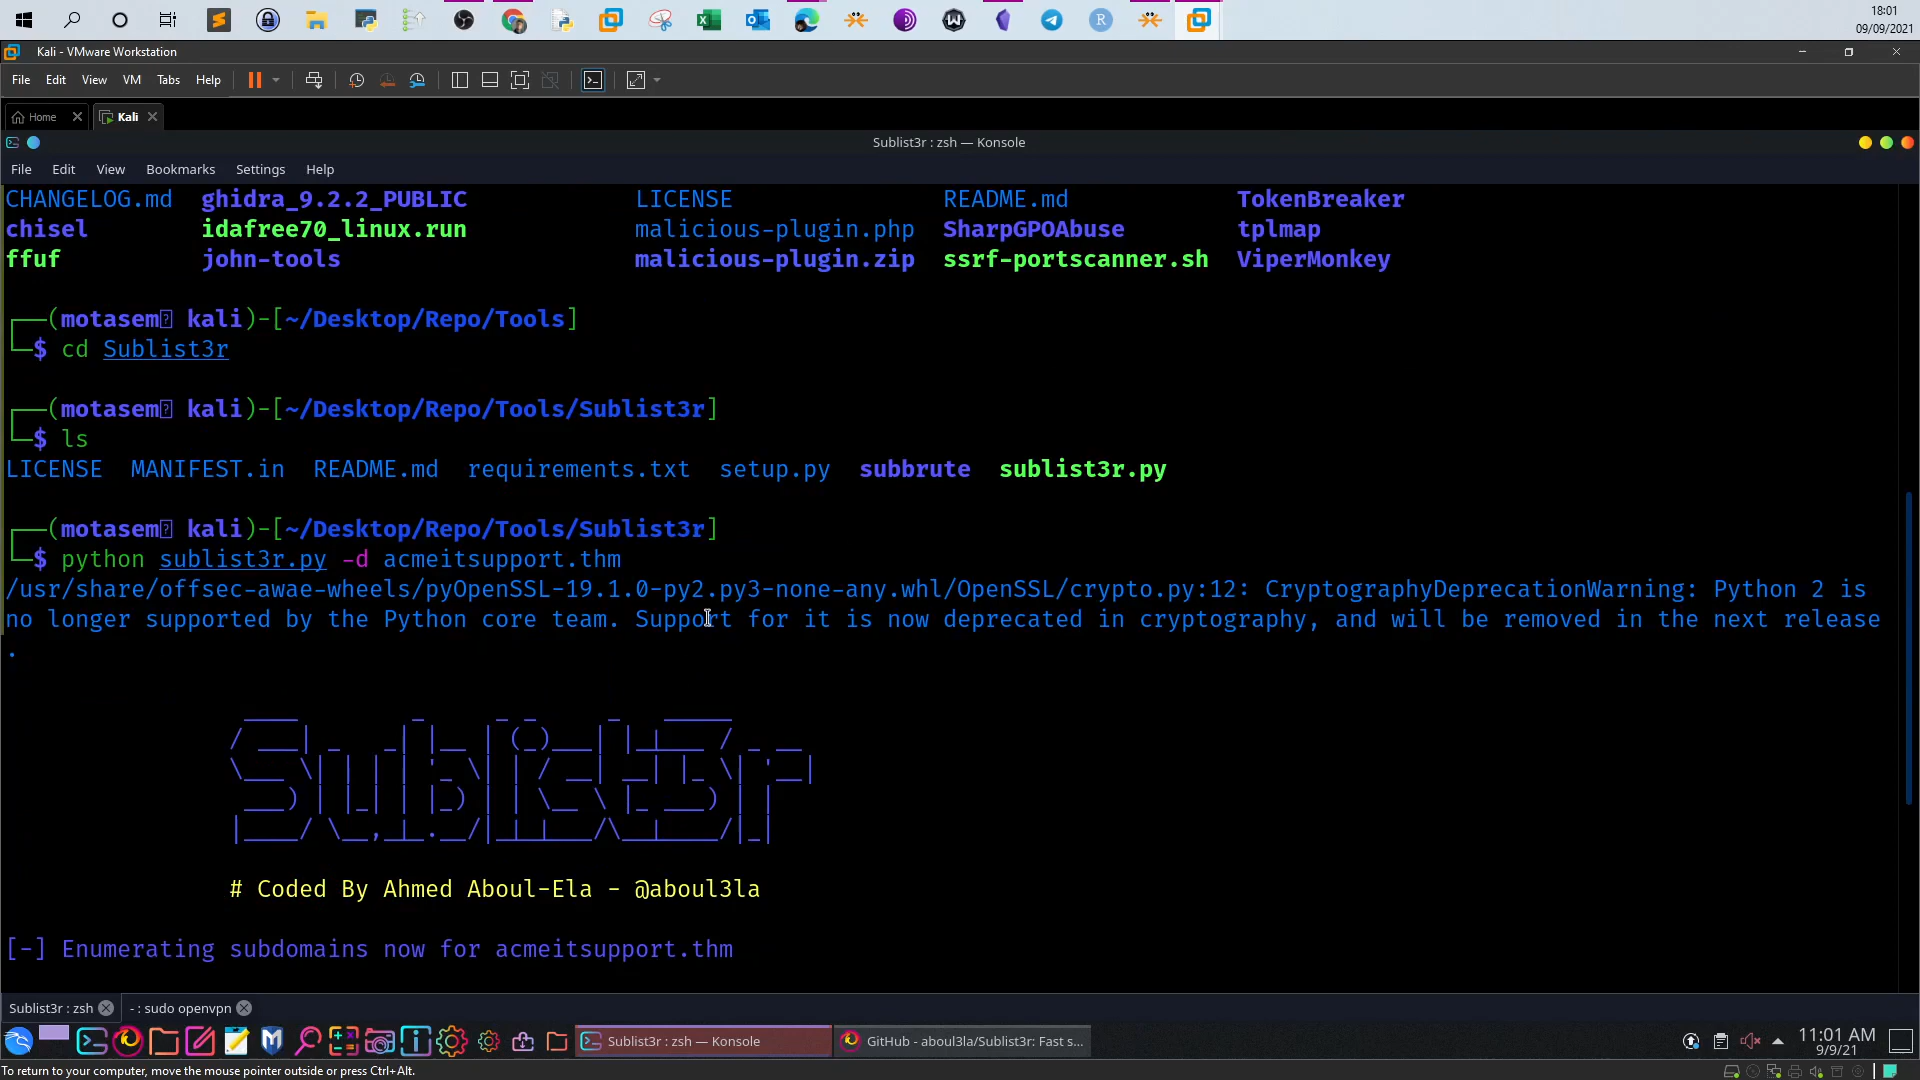 18:01
09/09/2021
Kali - VMware Workstation
File Edit View VM Tabs Help
Home Kali
Sublist3r : zsh — Konsole
File Edit View Bookmarks Settings Help
CHANGELOG.md ghidra_9.2.2_PUBLIC LICENSE README.md TokenBreaker
chisel idafree70_linux.run malicious-plugin.php SharpGPOAbuse tplmap
ffuf john-tools malicious-plugin.zip ssrf-portscanner.sh ViperMonkey
┌──(motasem kali)-[~/Desktop/Repo/Tools]
└─$ cd Sublist3r
┌──(motasem kali)-[~/Desktop/Repo/Tools/Sublist3r]
└─$ ls
LICENSE MANIFEST.in README.md requirements.txt setup.py subbrute sublist3r.py
┌──(motasem kali)-[~/Desktop/Repo/Tools/Sublist3r]
└─$ python sublist3r.py -d acmeitsupport.thm
/usr/share/offsec-awae-wheels/pyOpenSSL-19.1.0-py2.py3-none-any.whl/OpenSSL/crypto.py:12: CryptographyDeprecationWarning: Python 2 is
no longer supported by the Python core team. Support for it is now deprecated in cryptography, and will be removed in the next release
.
Sublist3r
# Coded By Ahmed Aboul-Ela - @aboul3la
[-] Enumerating subdomains now for acmeitsupport.thm
Sublist3r : zsh - : sudo openvpn
Sublist3r : zsh — Konsole GitHub - aboul3la/Sublist3r: Fast s... 11:01 AM
9/9/21
To return to your computer, move the mouse pointer outside or press Ctrl+Alt.